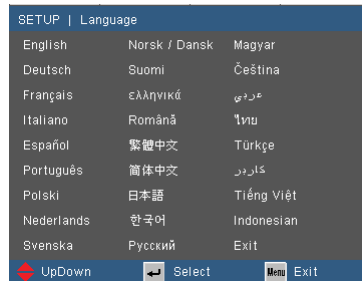 SETUP | Language
English Norsk / Dansk Magyar
Deutsch Suomi Čeština
Français ελληνικά عربي
Italiano Română ไทย
Español 繁體中文 Türkçe
Português 简体中文
Polski 日本語 Tiếng Việt
Nederlands 한국어 Indonesian
Svenska Русский Exit
UpDown Select Menu Exit